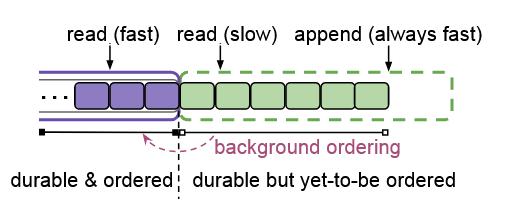 read (fast) read (slow) append (always fast)
...
background ordering
durable & ordered durable but yet-to-be ordered